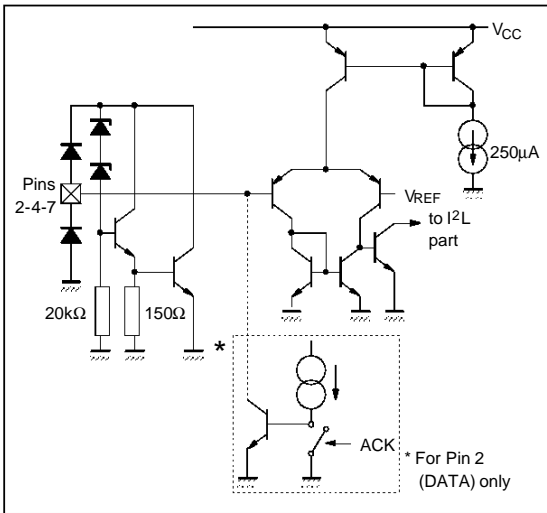 VCC
250μA
Pins
2-4-7
VREF
to I²L
part
20kΩ
150Ω
*
ACK
* For Pin 2
(DATA) only